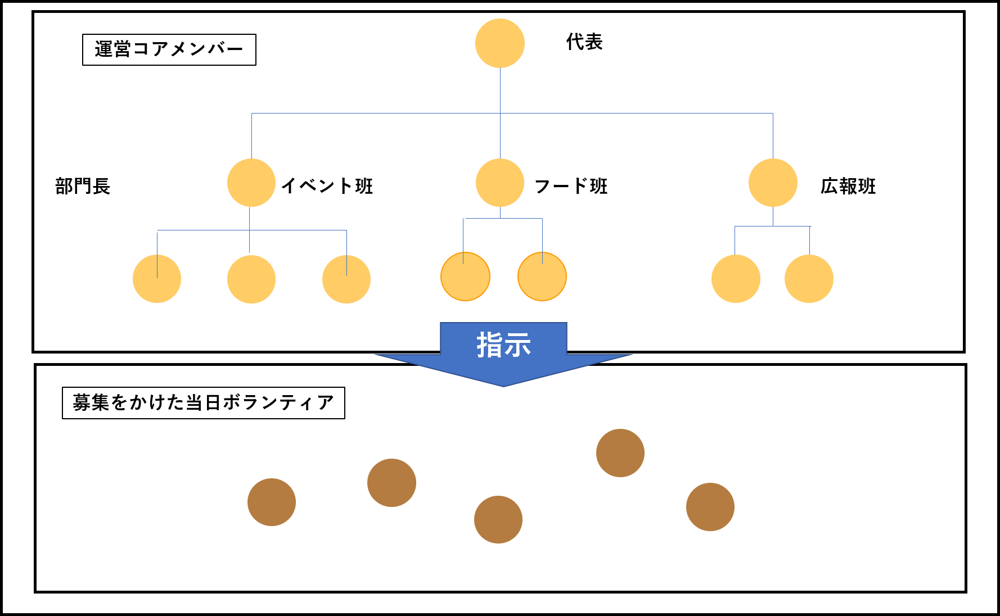 運営コアメンバー
代表
部門長
イベント班
フード班
広報班
指示
募集をかけた当日ボランティア